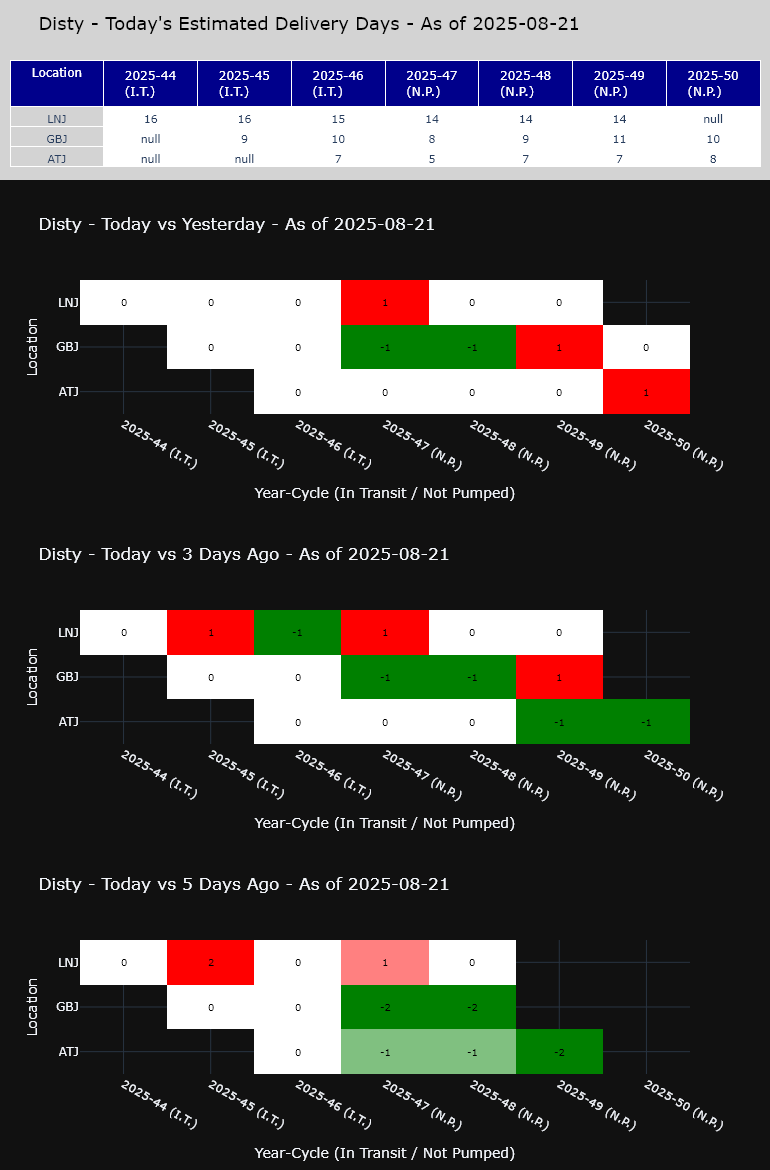 Disty - Today's Estimated Delivery Days - As of 2025-08-21
Location 2025-44 (I.T.) 2025-45 (I.T.) 2025-46 (I.T.) 2025-47 (N.P.) 2025-48 (N.P.) 2025-49 (N.P.) 2025-50 (N.P.)
LNJ 16 16 15 14 14 14 null
GBJ null 9 10 8 9 11 10
ATJ null null 7 5 7 7 8
Disty - Today vs Yesterday - As of 2025-08-21
Location
LNJ 0 0 0 1 0 0
GBJ 0 0 -1 -1 1 0
ATJ 0 0 0 0 1
2025-44 (I.T.) 2025-45 (I.T.) 2025-46 (I.T.) 2025-47 (N.P.) 2025-48 (N.P.) 2025-49 (N.P.) 2025-50 (N.P.)
Year-Cycle (In Transit / Not Pumped)
Disty - Today vs 3 Days Ago - As of 2025-08-21
Location
LNJ 0 1 -1 1 0 0
GBJ 0 0 -1 -1 1
ATJ 0 0 0 -1 -1
2025-44 (I.T.) 2025-45 (I.T.) 2025-46 (I.T.) 2025-47 (N.P.) 2025-48 (N.P.) 2025-49 (N.P.) 2025-50 (N.P.)
Year-Cycle (In Transit / Not Pumped)
Disty - Today vs 5 Days Ago - As of 2025-08-21
Location
LNJ 0 2 0 1 0
GBJ 0 0 -2 -2
ATJ 0 -1 -1 -2
2025-44 (I.T.) 2025-45 (I.T.) 2025-46 (I.T.) 2025-47 (N.P.) 2025-48 (N.P.) 2025-49 (N.P.) 2025-50 (N.P.)
Year-Cycle (In Transit / Not Pumped)